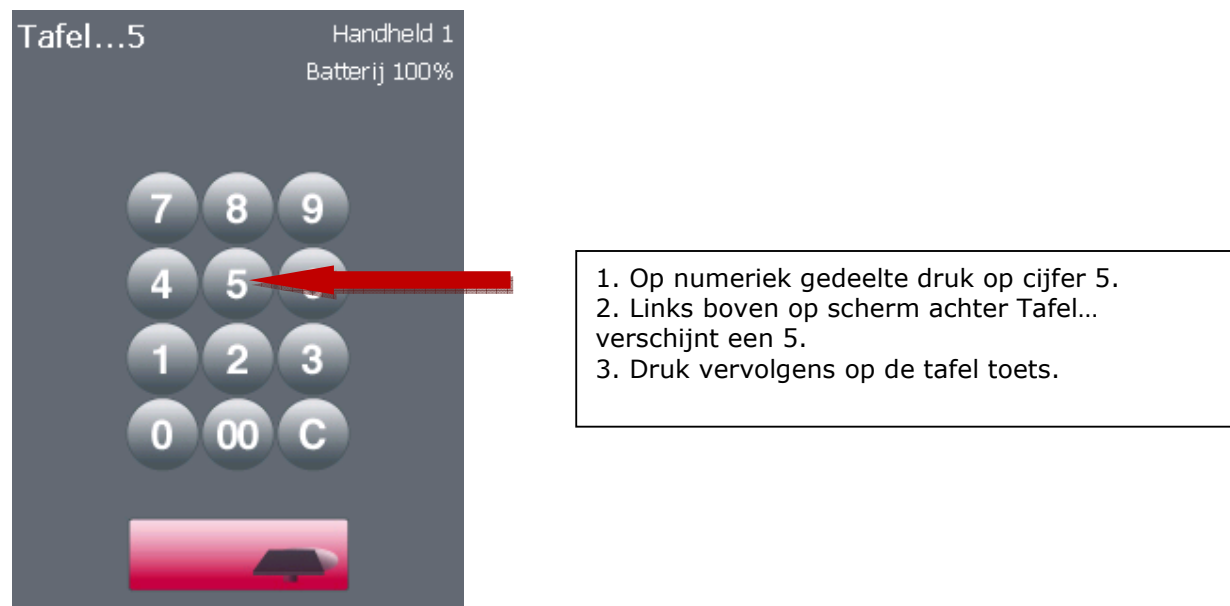 Tafel...5
Handheld 1
Batterij 100%
7 8 9
4 5
1 2 3
0 00 C
1. Op numeriek gedeelte druk op cijfer 5.
2. Links boven op scherm achter Tafel…
verschijnt een 5.
3. Druk vervolgens op de tafel toets.